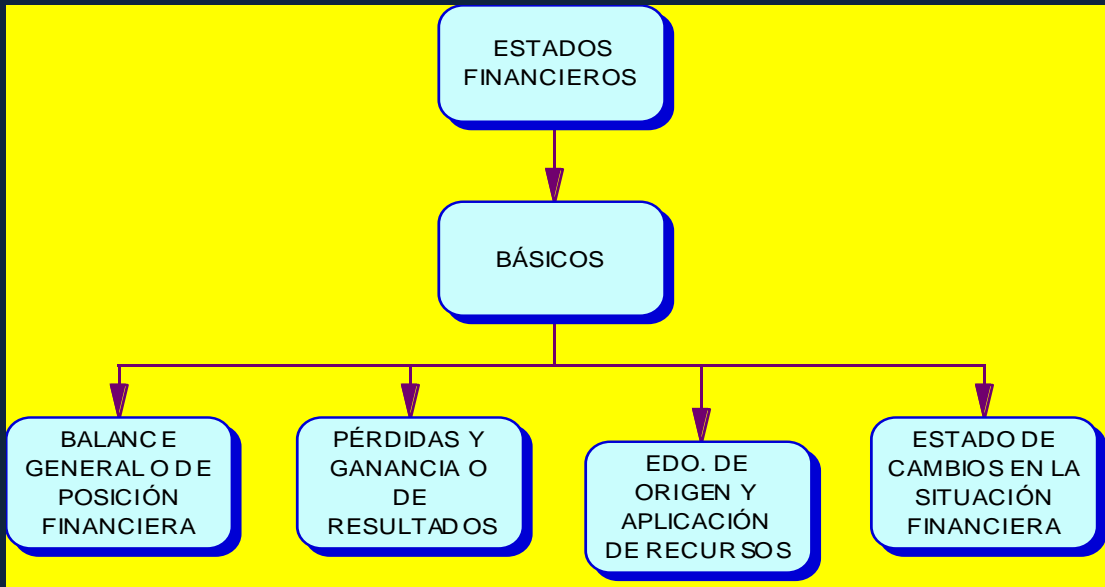 ESTADOS
FINANCIEROS
BÁSICOS
BALANCE
GENERAL O DE
POSICIÓN
FINANCIERA
PÉRDIDAS Y
GANANCIA O
DE
RESULTADOS
EDO. DE
ORIGEN Y
APLICACIÓN
DE RECURSOS
ESTADO DE
CAMBIOS EN LA
SITUACIÓN
FINANCIERA